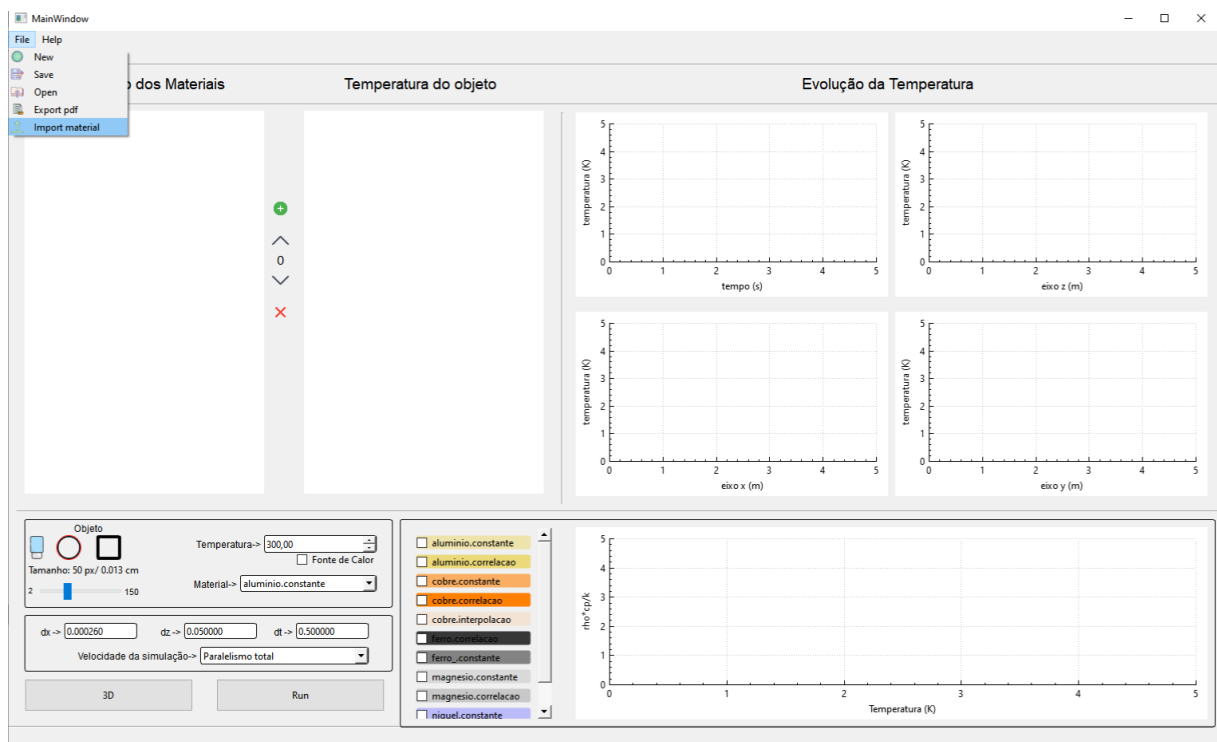 MainWindow
File Help
New
Save
Open
Export pdf
Import material
o dos Materiais
Temperatura do objeto
Evolução da Temperatura
0
5
4
3
2
1
0
temperatura (K)
0 1 2 3 4 5
tempo (s)
5
4
3
2
1
0
temperatura (K)
0 1 2 3 4 5
eixo z (m)
5
4
3
2
1
0
temperatura (K)
0 1 2 3 4 5
eixo x (m)
5
4
3
2
1
0
temperatura (K)
0 1 2 3 4 5
eixo y (m)
Objeto
Tamanho: 50 px/ 0.013 cm
2 150
Temperatura-> 300,00
Fonte de Calor
Material-> aluminio.constante
dx -> 0.000260 dz -> 0.050000 dt -> 0.500000
Velocidade da simulação-> Paralelismo total
3D Run
aluminio.constante
aluminio.correlacao
cobre.constante
cobre.correlacao
cobre.interpolacao
ferro.correlacao
ferro_.constante
magnesio.constante
magnesio.correlacao
niquel.constante
5
4
3
2
1
0
rho*cp/k
0 1 2 3 4 5
Temperatura (K)